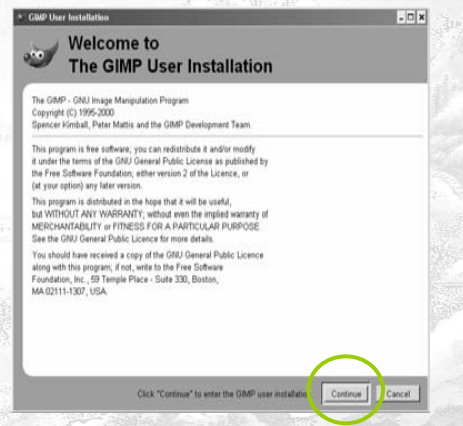 GIMP User Installation
Welcome to
The GIMP User Installation
The GIMP - GNU Image Manipulation Program
Copyright (C) 1995-2000
Spencer Kimball, Peter Mattis and the GIMP Development Team.
This program is free software; you can redistribute it and/or modify
it under the terms of the GNU General Public License as published by
the Free Software Foundation; either version 2 of the Licence, or
(at your option) any later version.
This program is distributed in the hope that it will be useful,
but WITHOUT ANY WARRANTY; without even the implied warranty of
MERCHANTABILITY or FITNESS FOR A PARTICULAR PURPOSE.
See the GNU General Public Licence for more details.
You should have received a copy of the GNU General Public Licence
along with this program; if not, write to the Free Software
Foundation, Inc., 59 Temple Place - Suite 330, Boston,
MA 02111-1307, USA.
Click "Continue" to enter the GIMP user installatio
Continue
Cancel